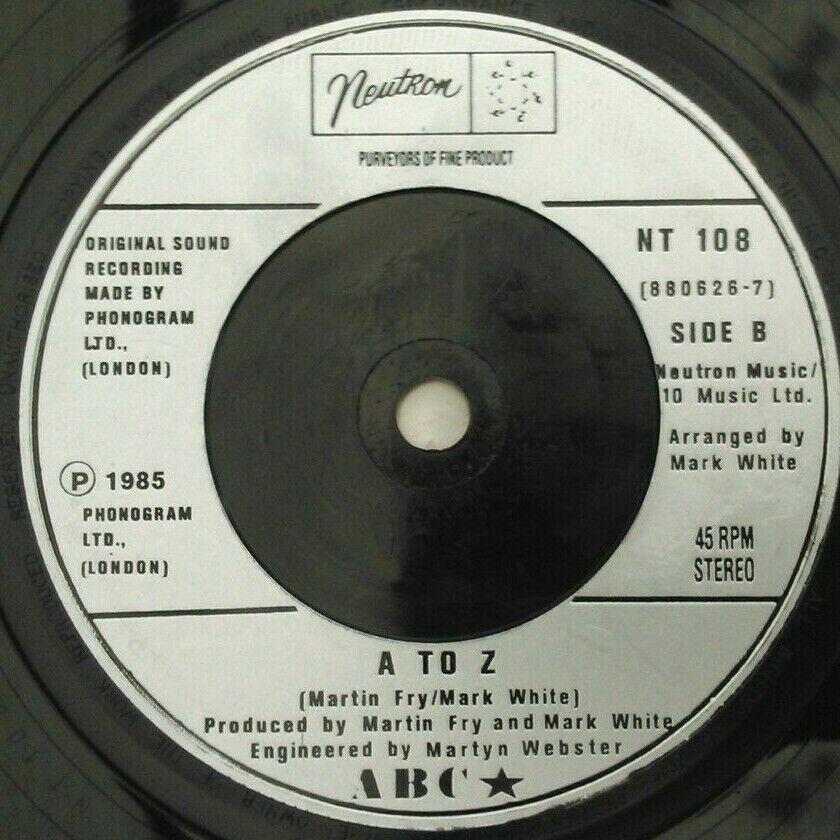 Neutron
PURVEYORS OF FINE PRODUCT
ORIGINAL SOUND
RECORDING
MADE BY
PHONOGRAM
LTD.,
(LONDON)
Ⓟ 1985
PHONOGRAM
LTD.,
(LONDON)
NT 108
(880626-7)
SIDE B
Neutron Music/
10 Music Ltd.
Arranged by
Mark White
45 RPM
STEREO
A TO Z
(Martin Fry/Mark White)
Produced by Martin Fry and Mark White
Engineered by Martyn Webster
ABC★